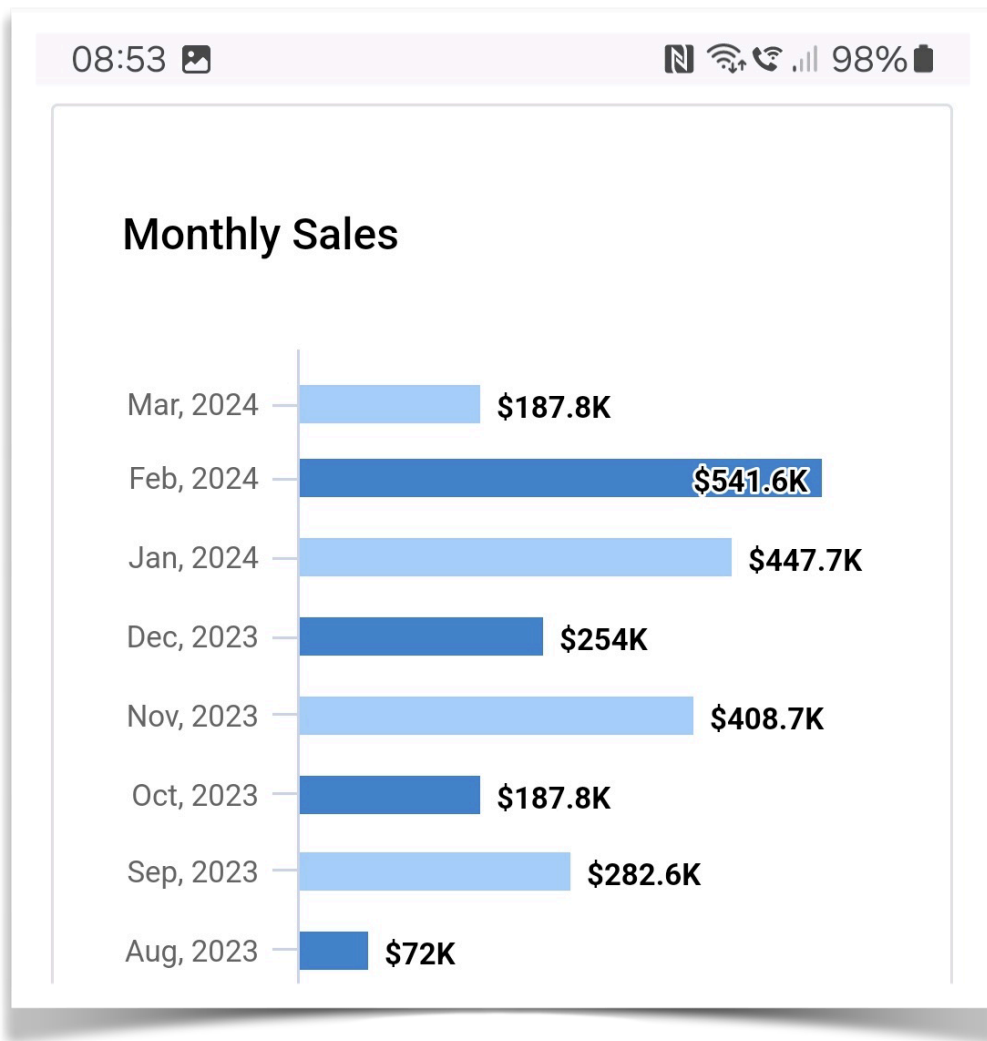 08:53 98%
Monthly Sales
Mar, 2024 $187.8K
Feb, 2024 $541.6K
Jan, 2024 $447.7K
Dec, 2023 $254K
Nov, 2023 $408.7K
Oct, 2023 $187.8K
Sep, 2023 $282.6K
Aug, 2023 $72K